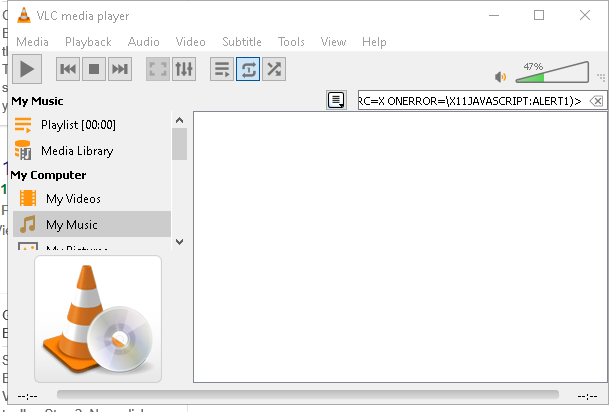 VLC media player
Media Playback Audio Video Subtitle Tools View Help
47%
My Music
RC=X ONERROR=\X11JAVASCRIPT:ALERT1)>
Playlist [00:00]
Media Library
My Computer
My Videos
My Music
My Pictures
--:-- --:--